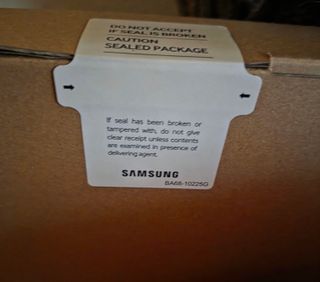 DO NOT ACCEPT
IF SEAL IS BROKEN
CAUTION
SEALED PACKAGE
If seal has been broken or
tampered with, do not give
clear receipt unless contents
are examined in presence of
delivering agent.
SAMSUNG
BA68-10225G